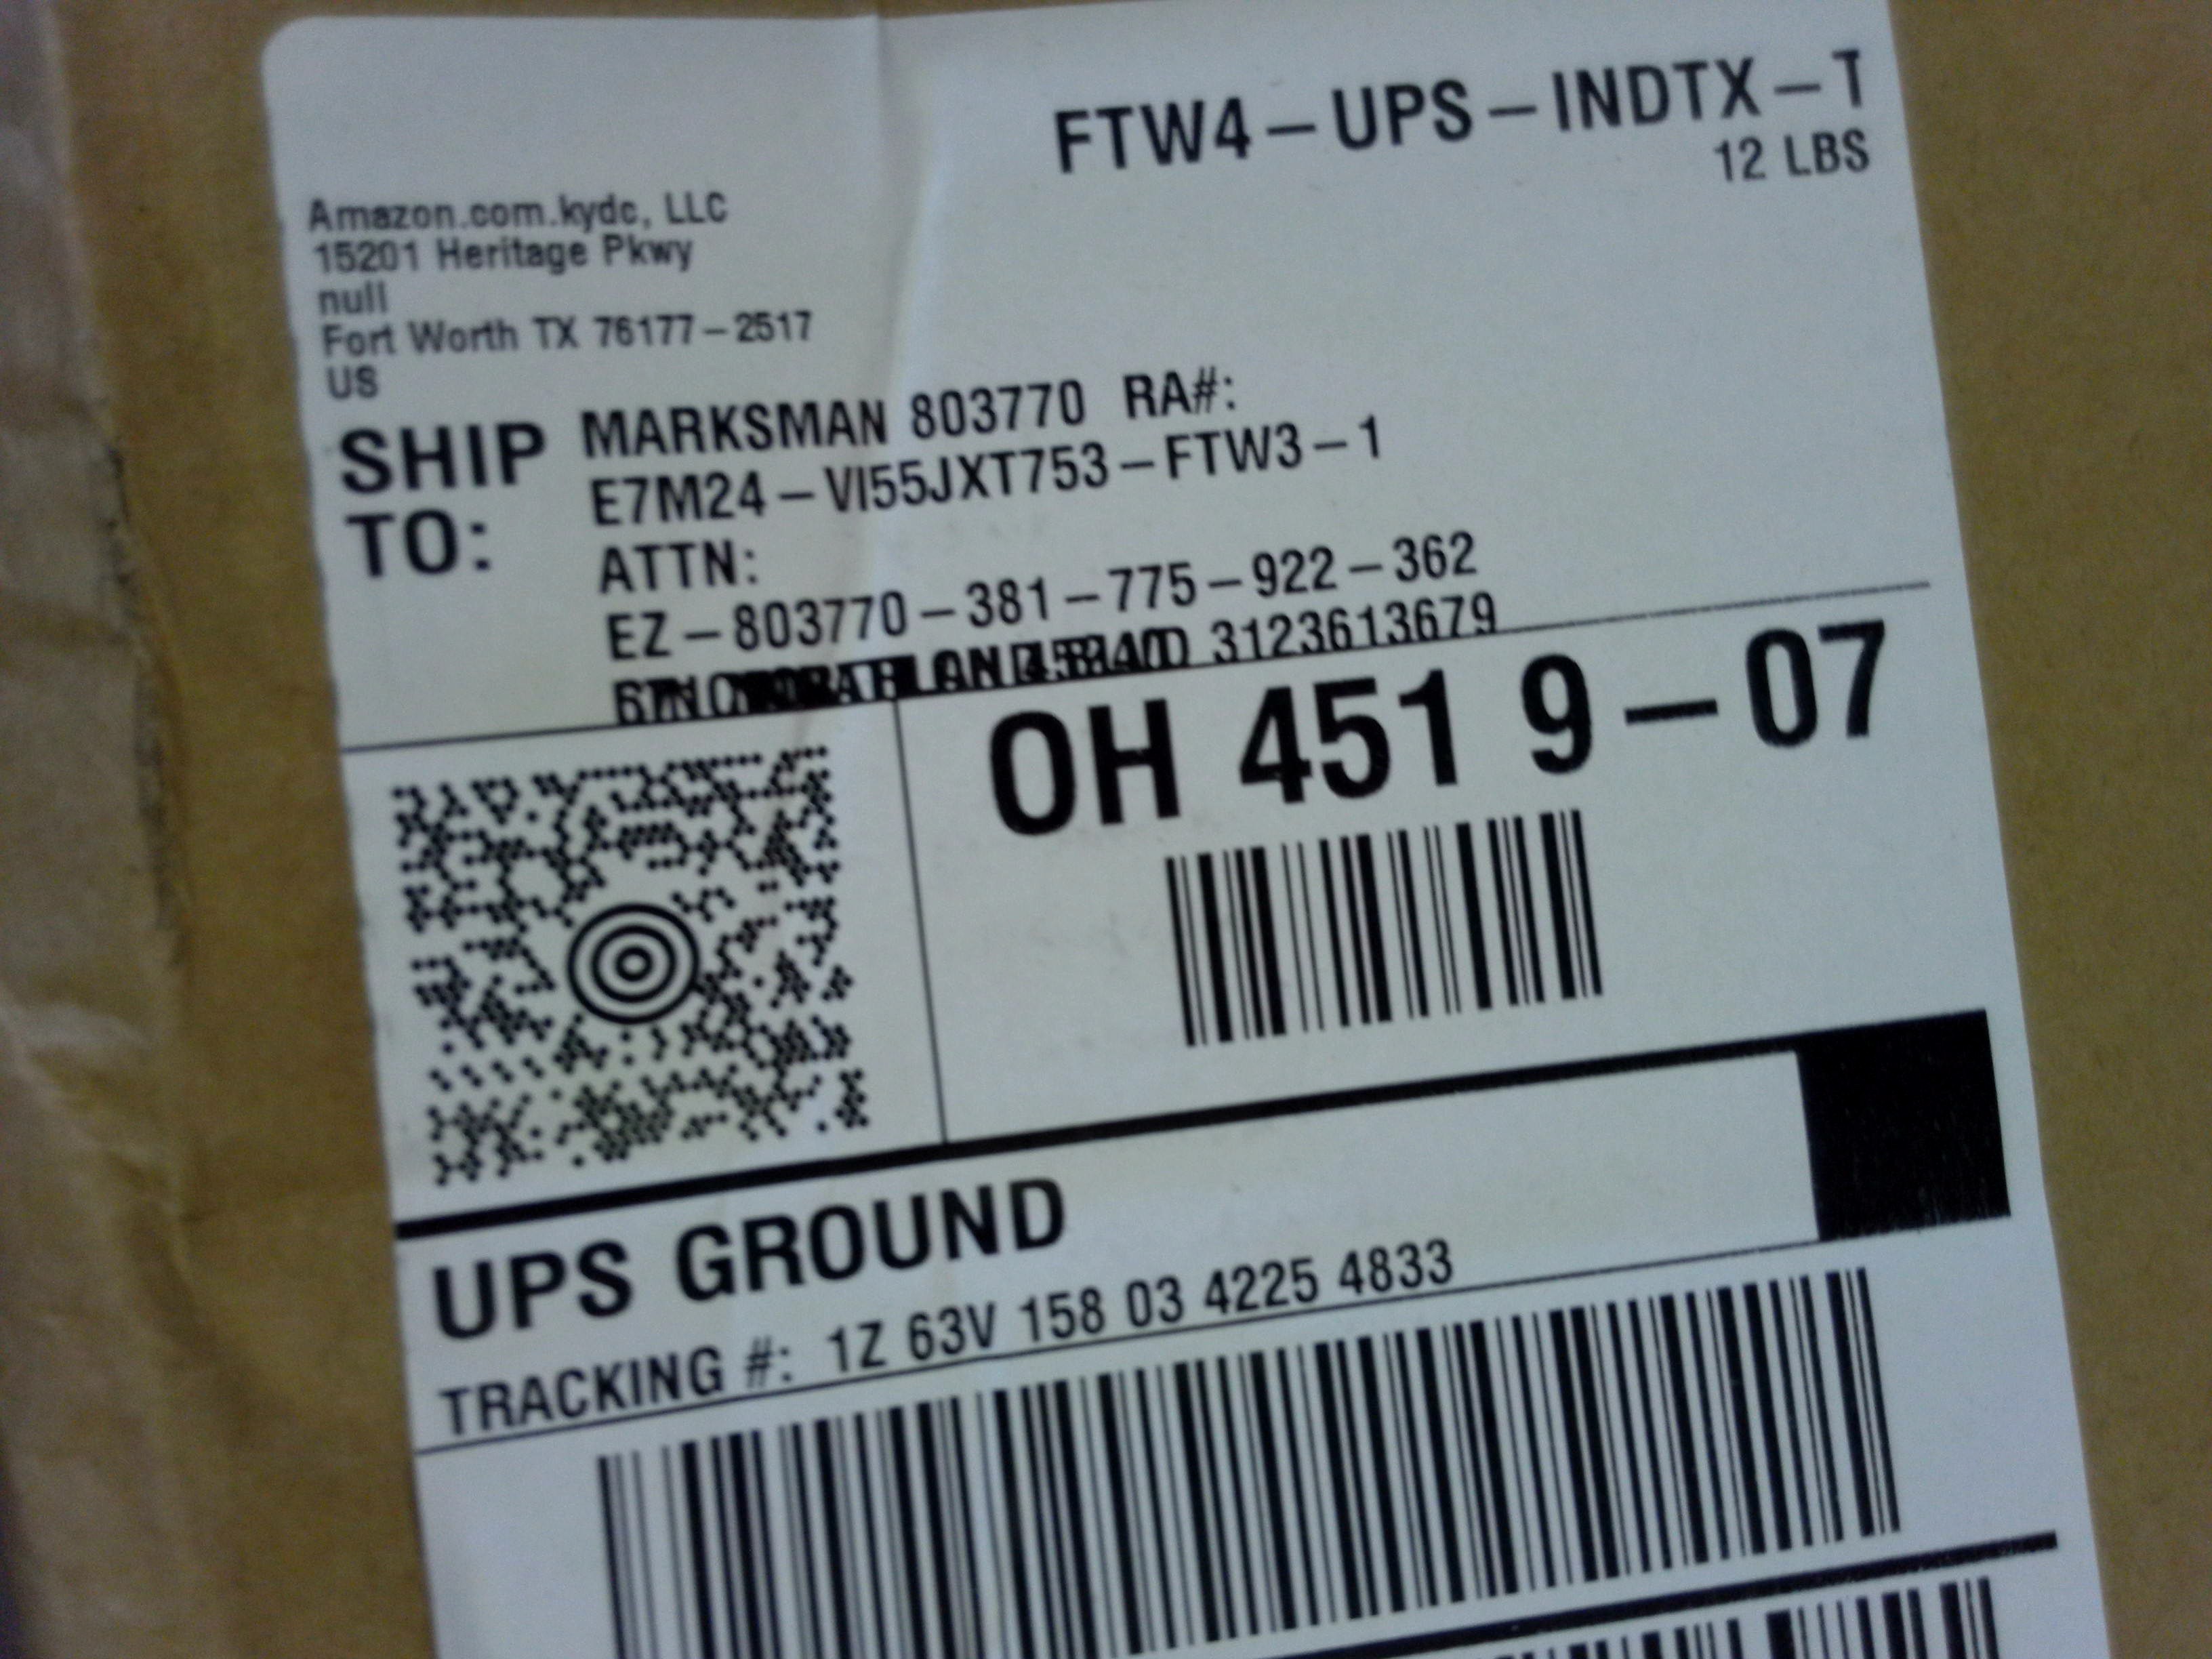 FTW4-UPS-INDTX-T
12 LBS
Amazon.com.kydc, LLC
15201 Heritage Pkwy
null
Fort Worth TX 76177-2517
US
SHIP TO:
MARKSMAN 803770 RA#:
E7M24-VI55JXT753-FTW3-1
ATTN:
EZ-803770-381-775-922-362
3123613679
OH 451 9-07
UPS GROUND
TRACKING #: 1Z 63V 158 03 4225 4833